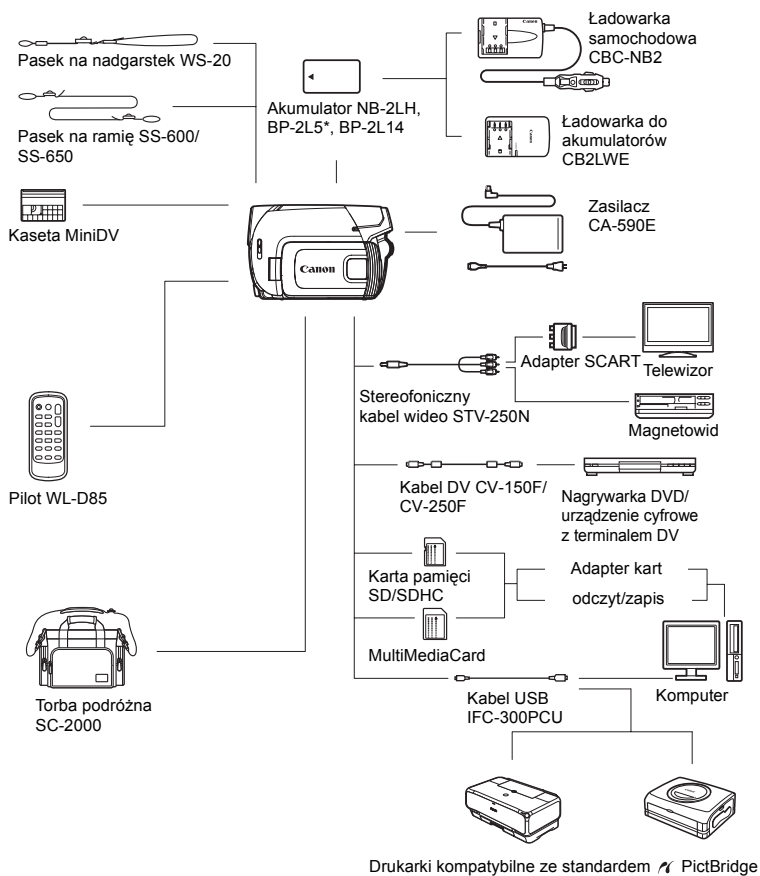 Pasek na nadgarstek WS-20
Pasek na ramię SS-600/
SS-650
Kaseta MiniDV
Akumulator NB-2LH,
BP-2L5*, BP-2L14
Canon
Ładowarka
samochodowa
CBC-NB2
Ładowarka do
akumulatorów
CB2LWE
Zasilacz
CA-590E
Canon
Adapter SCART
Telewizor
Stereofoniczny
kabel wideo STV-250N
Magnetowid
Pilot WL-D85
Kabel DV CV-150F/
CV-250F
Nagrywarka DVD/
urządzenie cyfrowe
z terminalem DV
Karta pamięci
SD/SDHC
Adapter kart
odczyt/zapis
MultiMediaCard
Komputer
Kabel USB
IFC-300PCU
Torba podróżna
SC-2000
Drukarki kompatybilne ze standardem PictBridge